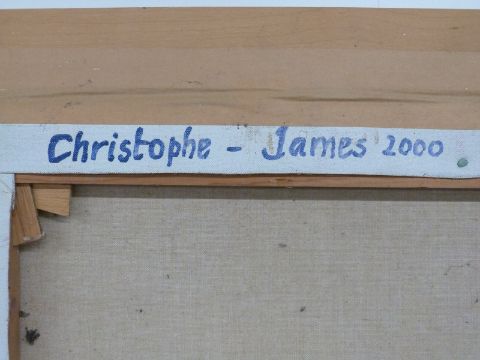 Christophe - James 2000